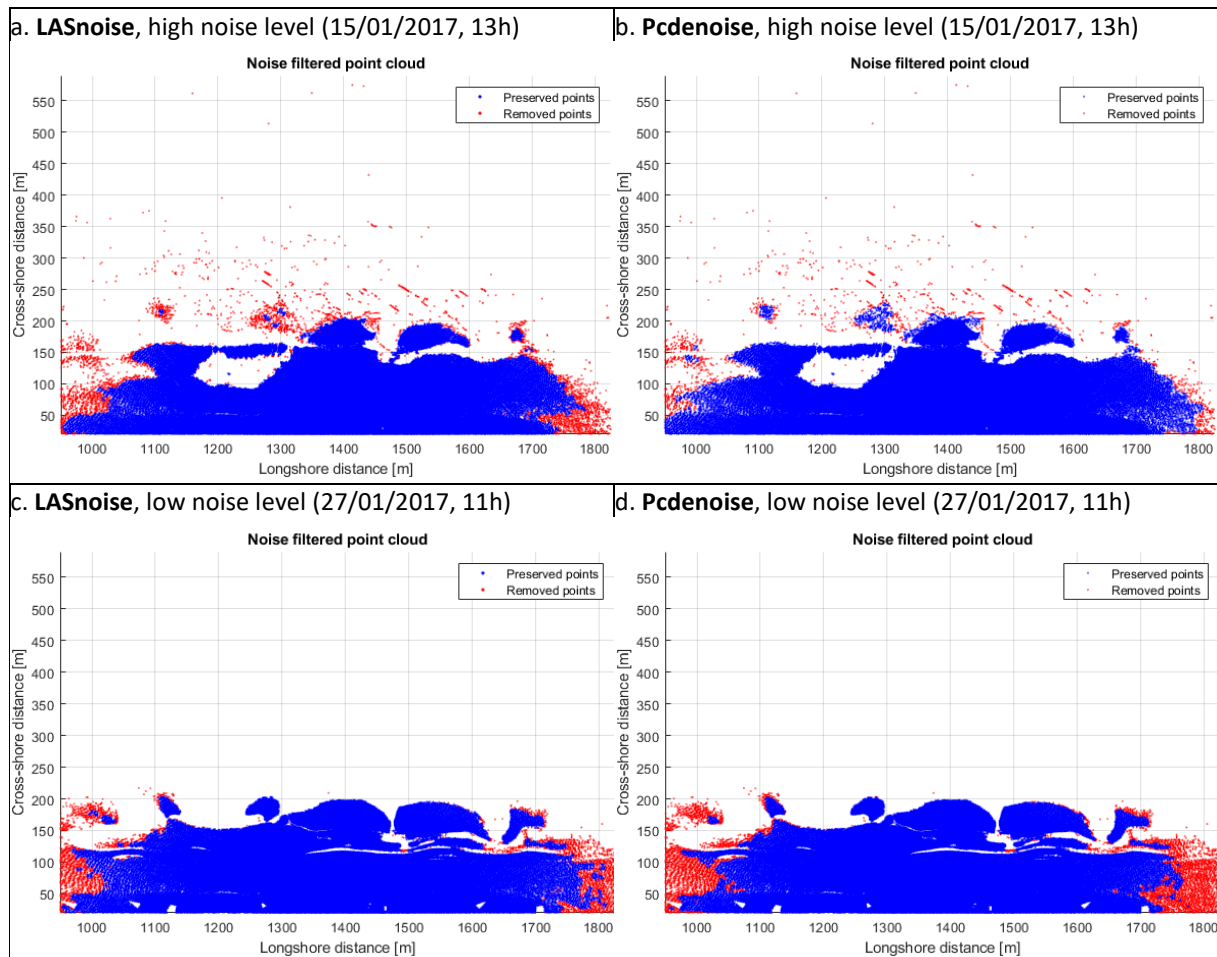 a. LASnoise, high noise level (15/01/2017, 13h)
Noise filtered point cloud
Preserved points
Removed points
550
500
450
400
350
300
250
200
150
100
50
Cross-shore distance [m]
1000 1100 1200 1300 1400 1500 1600 1700 1800
Longshore distance [m]
b. Pcdenoise, high noise level (15/01/2017, 13h)
Noise filtered point cloud
Preserved points
Removed points
550
500
450
400
350
300
250
200
150
100
50
Cross-shore distance [m]
1000 1100 1200 1300 1400 1500 1600 1700 1800
Longshore distance [m]
c. LASnoise, low noise level (27/01/2017, 11h)
Noise filtered point cloud
Preserved points
Removed points
550
500
450
400
350
300
250
200
150
100
50
Cross-shore distance [m]
1000 1100 1200 1300 1400 1500 1600 1700 1800
Longshore distance [m]
d. Pcdenoise, low noise level (27/01/2017, 11h)
Noise filtered point cloud
Preserved points
Removed points
550
500
450
400
350
300
250
200
150
100
50
Cross-shore distance [m]
1000 1100 1200 1300 1400 1500 1600 1700 1800
Longshore distance [m]